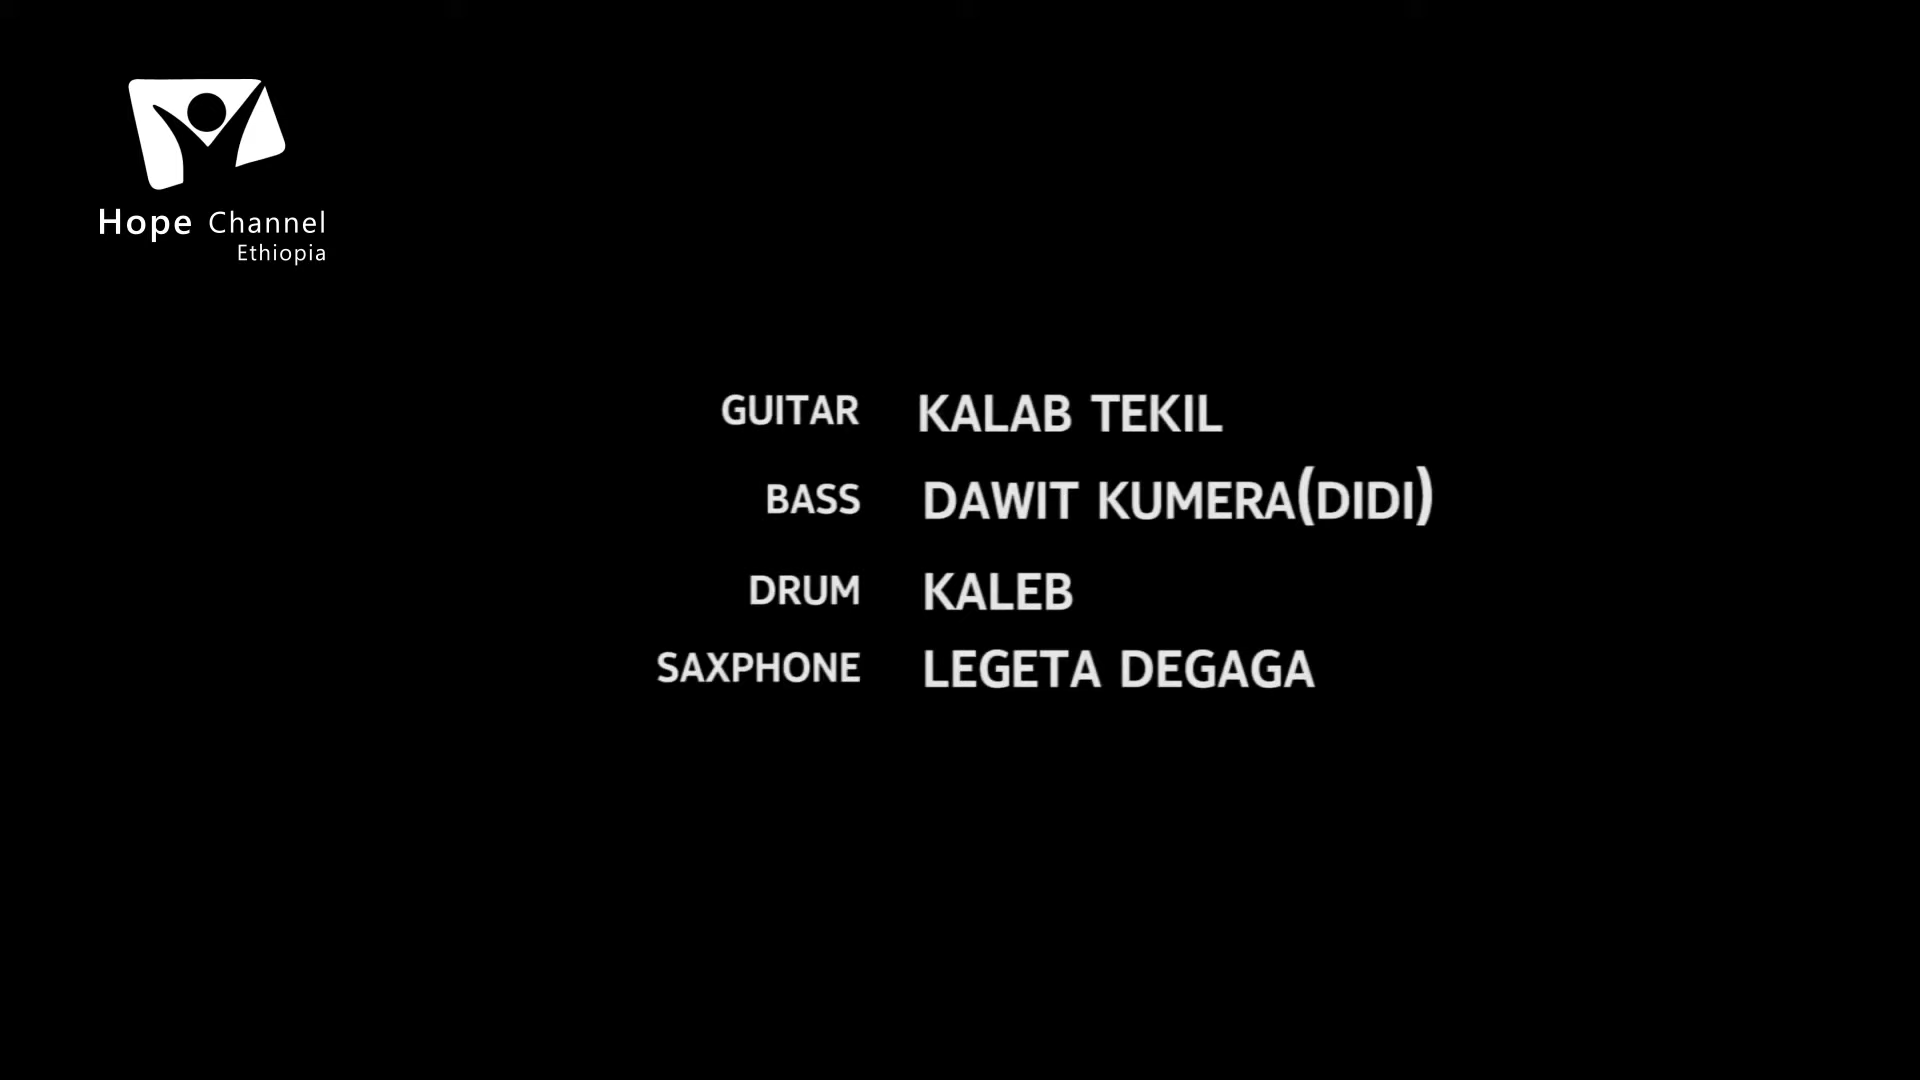 Hope Channel
Ethiopia
GUITAR KALAB TEKIL
BASS DAWIT KUMERA(DIDI)
DRUM KALEB
SAXPHONE LEGETA DEGAGA